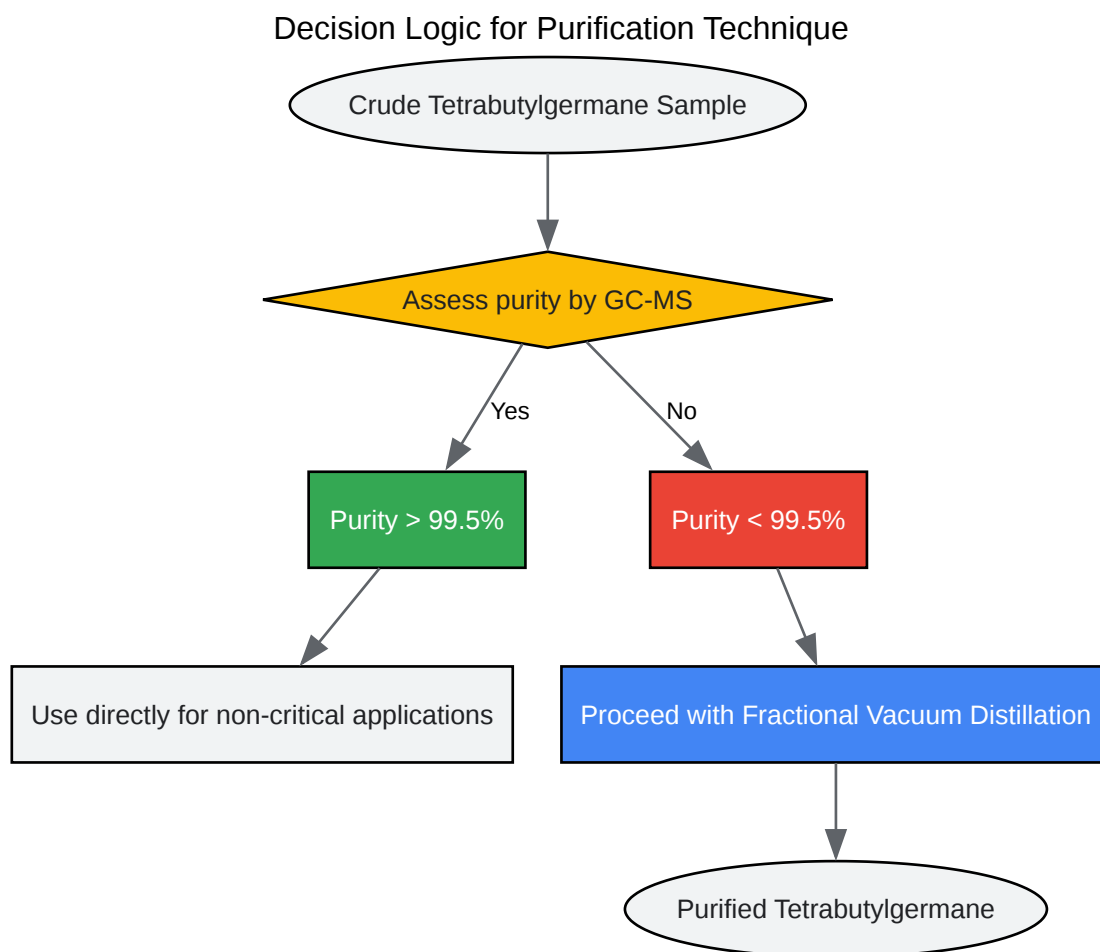 Decision Logic for Purification Technique
Crude Tetrabutylgermane Sample
Assess purity by GC-MS
Yes
No
Purity > 99.5%
Purity < 99.5%
Use directly for non-critical applications
Proceed with Fractional Vacuum Distillation
Purified Tetrabutylgermane